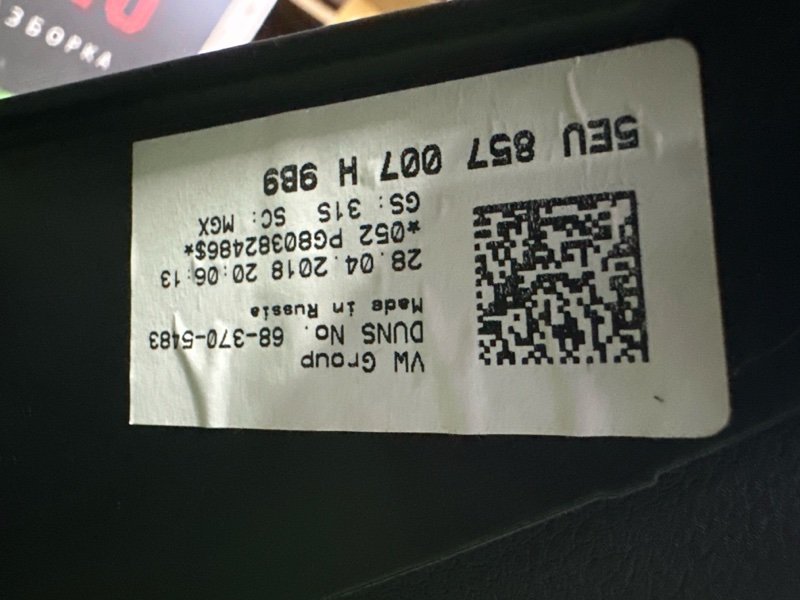 ЗБОРКА
VW Group
DUNS No. 68-370-5483
Made in Russia
28.04.2018 20:06:13
*052 PG80382486$*
GS: 31S SC: MGX
5EU 857 007 H 9B9